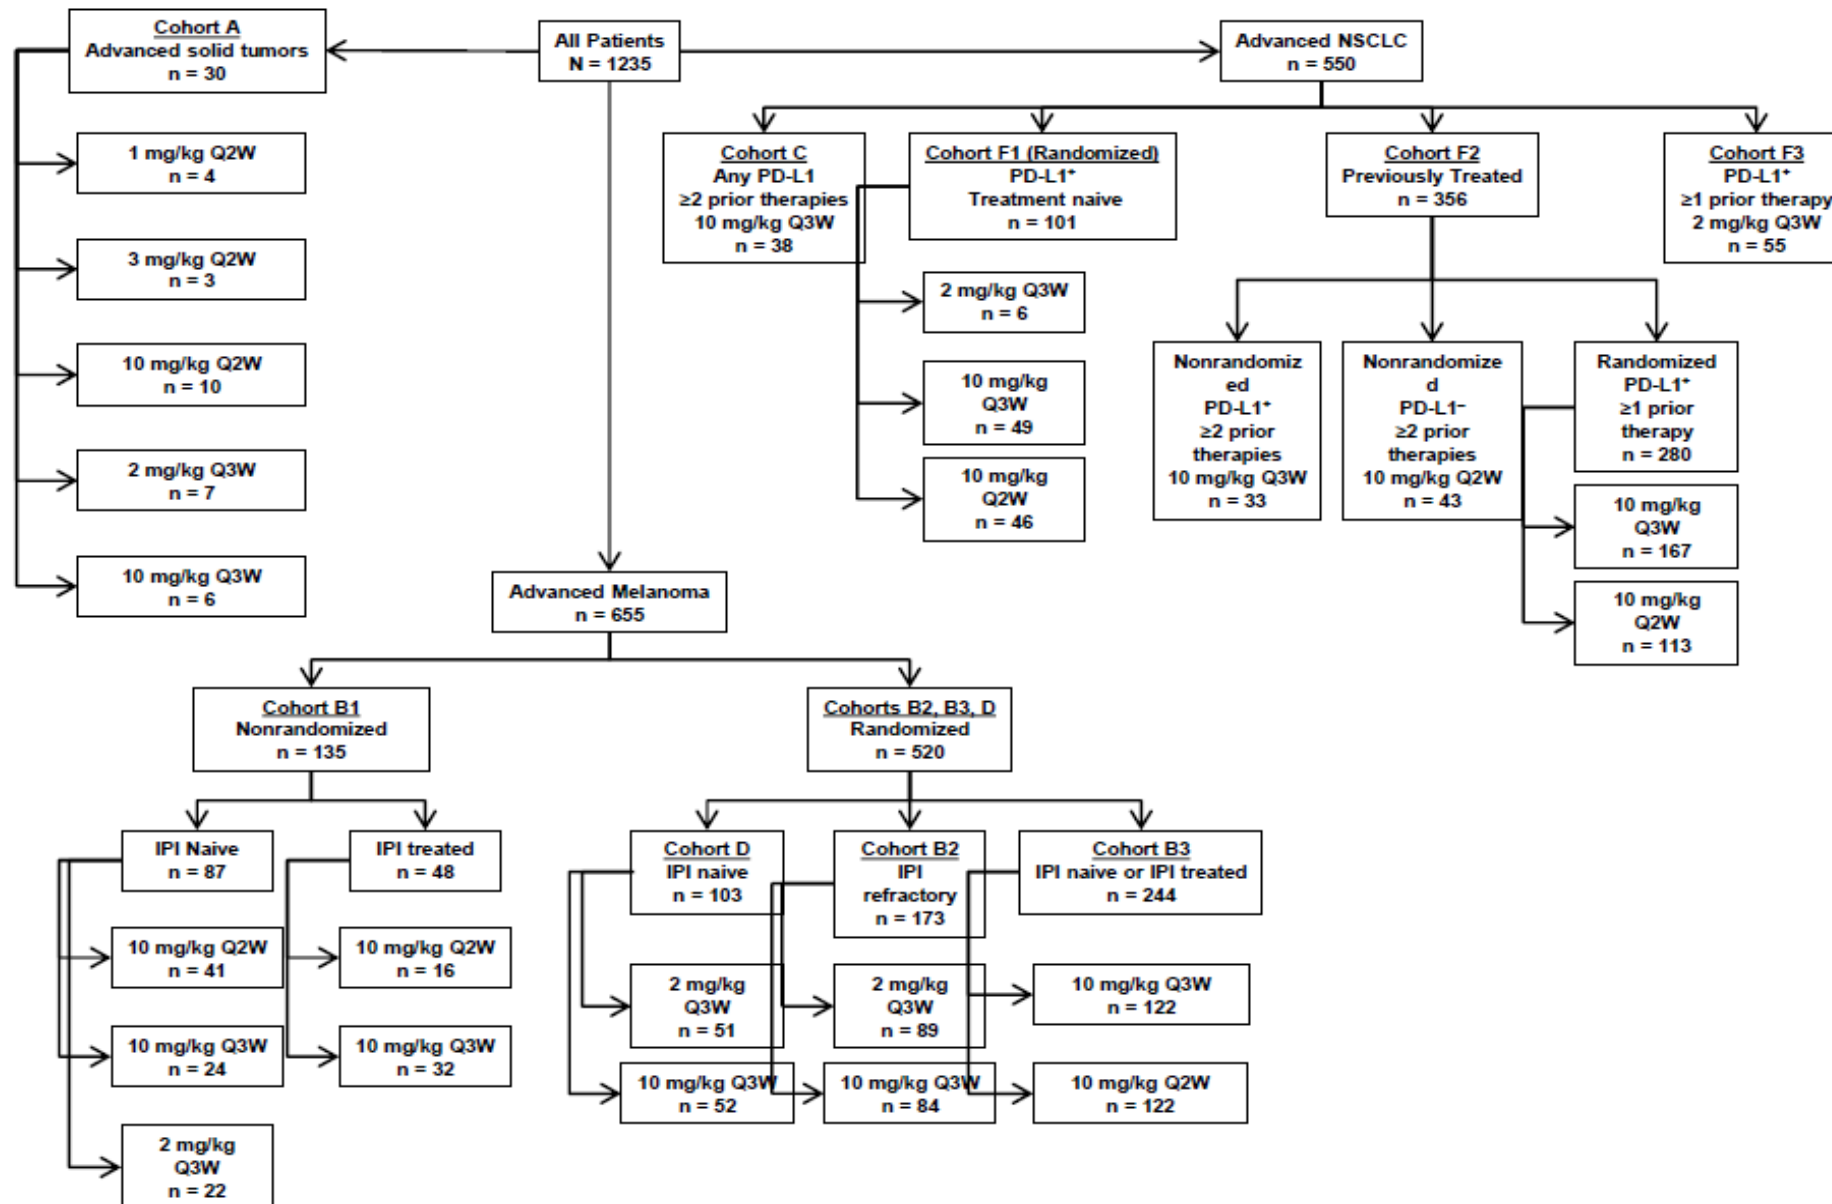 Cohort A
Advanced solid tumors
n = 30
All Patients
N = 1235
Advanced NSCLC
n = 550
1 mg/kg Q2W
n = 4
3 mg/kg Q2W
n = 3
10 mg/kg Q2W
n = 10
2 mg/kg Q3W
n = 7
10 mg/kg Q3W
n = 6
Cohort C
Any PD-L1
≥2 prior therapies
10 mg/kg Q3W
n = 38
Cohort F1 (Randomized)
PD-L1⁺
Treatment naive
n = 101
2 mg/kg Q3W
n = 6
10 mg/kg
Q3W
n = 49
10 mg/kg
Q2W
n = 46
Cohort F2
Previously Treated
n = 356
Nonrandomiz
ed
PD-L1⁺
≥2 prior
therapies
10 mg/kg Q3W
n = 33
Nonrandomize
d
PD-L1⁻
≥2 prior
therapies
10 mg/kg Q2W
n = 43
Randomized
PD-L1⁺
≥1 prior
therapy
n = 280
10 mg/kg
Q3W
n = 167
10 mg/kg
Q2W
n = 113
Cohort F3
PD-L1⁺
≥1 prior therapy
2 mg/kg Q3W
n = 55
Advanced Melanoma
n = 655
Cohort B1
Nonrandomized
n = 135
IPI Naive
n = 87
10 mg/kg Q2W
n = 41
10 mg/kg Q3W
n = 24
2 mg/kg
Q3W
n = 22
IPI treated
n = 48
10 mg/kg Q2W
n = 16
10 mg/kg Q3W
n = 32
Cohorts B2, B3, D
Randomized
n = 520
Cohort D
IPI naive
n = 103
2 mg/kg
Q3W
n = 51
10 mg/kg Q3W
n = 52
Cohort B2
IPI
refractory
n = 173
2 mg/kg
Q3W
n = 89
10 mg/kg Q3W
n = 84
Cohort B3
IPI naive or IPI treated
n = 244
10 mg/kg Q3W
n = 122
10 mg/kg Q2W
n = 122